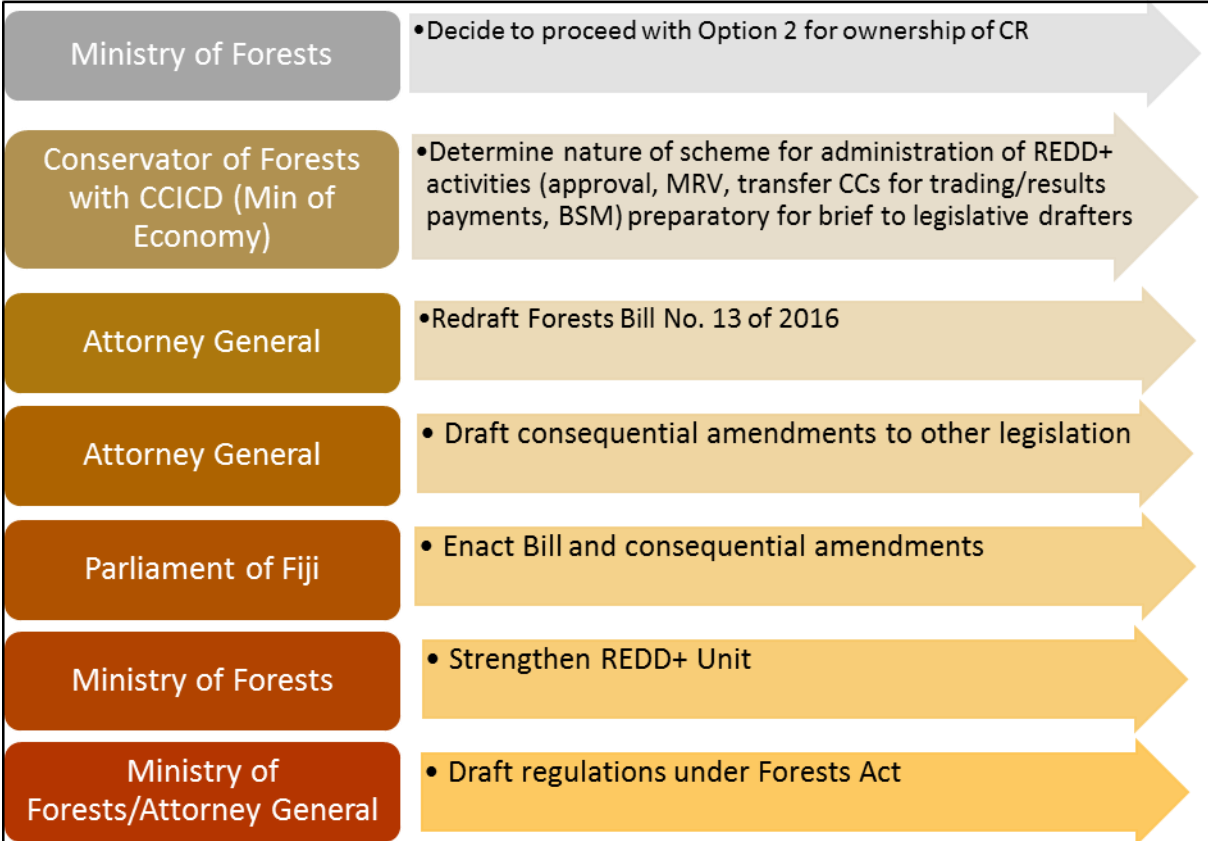 Ministry of Forests
•Decide to proceed with Option 2 for ownership of CR
Conservator of Forests
with CCICD (Min of
Economy)
•Determine nature of scheme for administration of REDD+
activities (approval, MRV, transfer CCs for trading/results
payments, BSM) preparatory for brief to legislative drafters
Attorney General
•Redraft Forests Bill No. 13 of 2016
Attorney General
• Draft consequential amendments to other legislation
Parliament of Fiji
• Enact Bill and consequential amendments
Ministry of Forests
• Strengthen REDD+ Unit
Ministry of
Forests/Attorney General
• Draft regulations under Forests Act